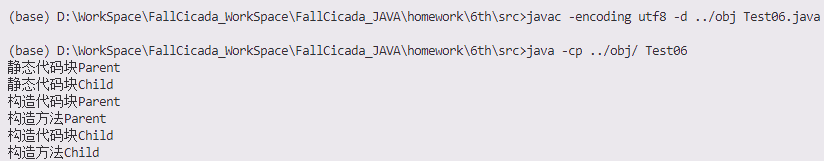 (base) D:\WorkSpace\FallCicada_WorkSpace\FallCicada_JAVA\homework\6th\src>javac -encoding utf8 -d ../obj Test06.java
(base) D:\WorkSpace\FallCicada_WorkSpace\FallCicada_JAVA\homework\6th\src>java -cp ../obj/ Test06
静态代码块Parent
静态代码块Child
构造代码块Parent
构造方法Parent
构造代码块Child
构造方法Child